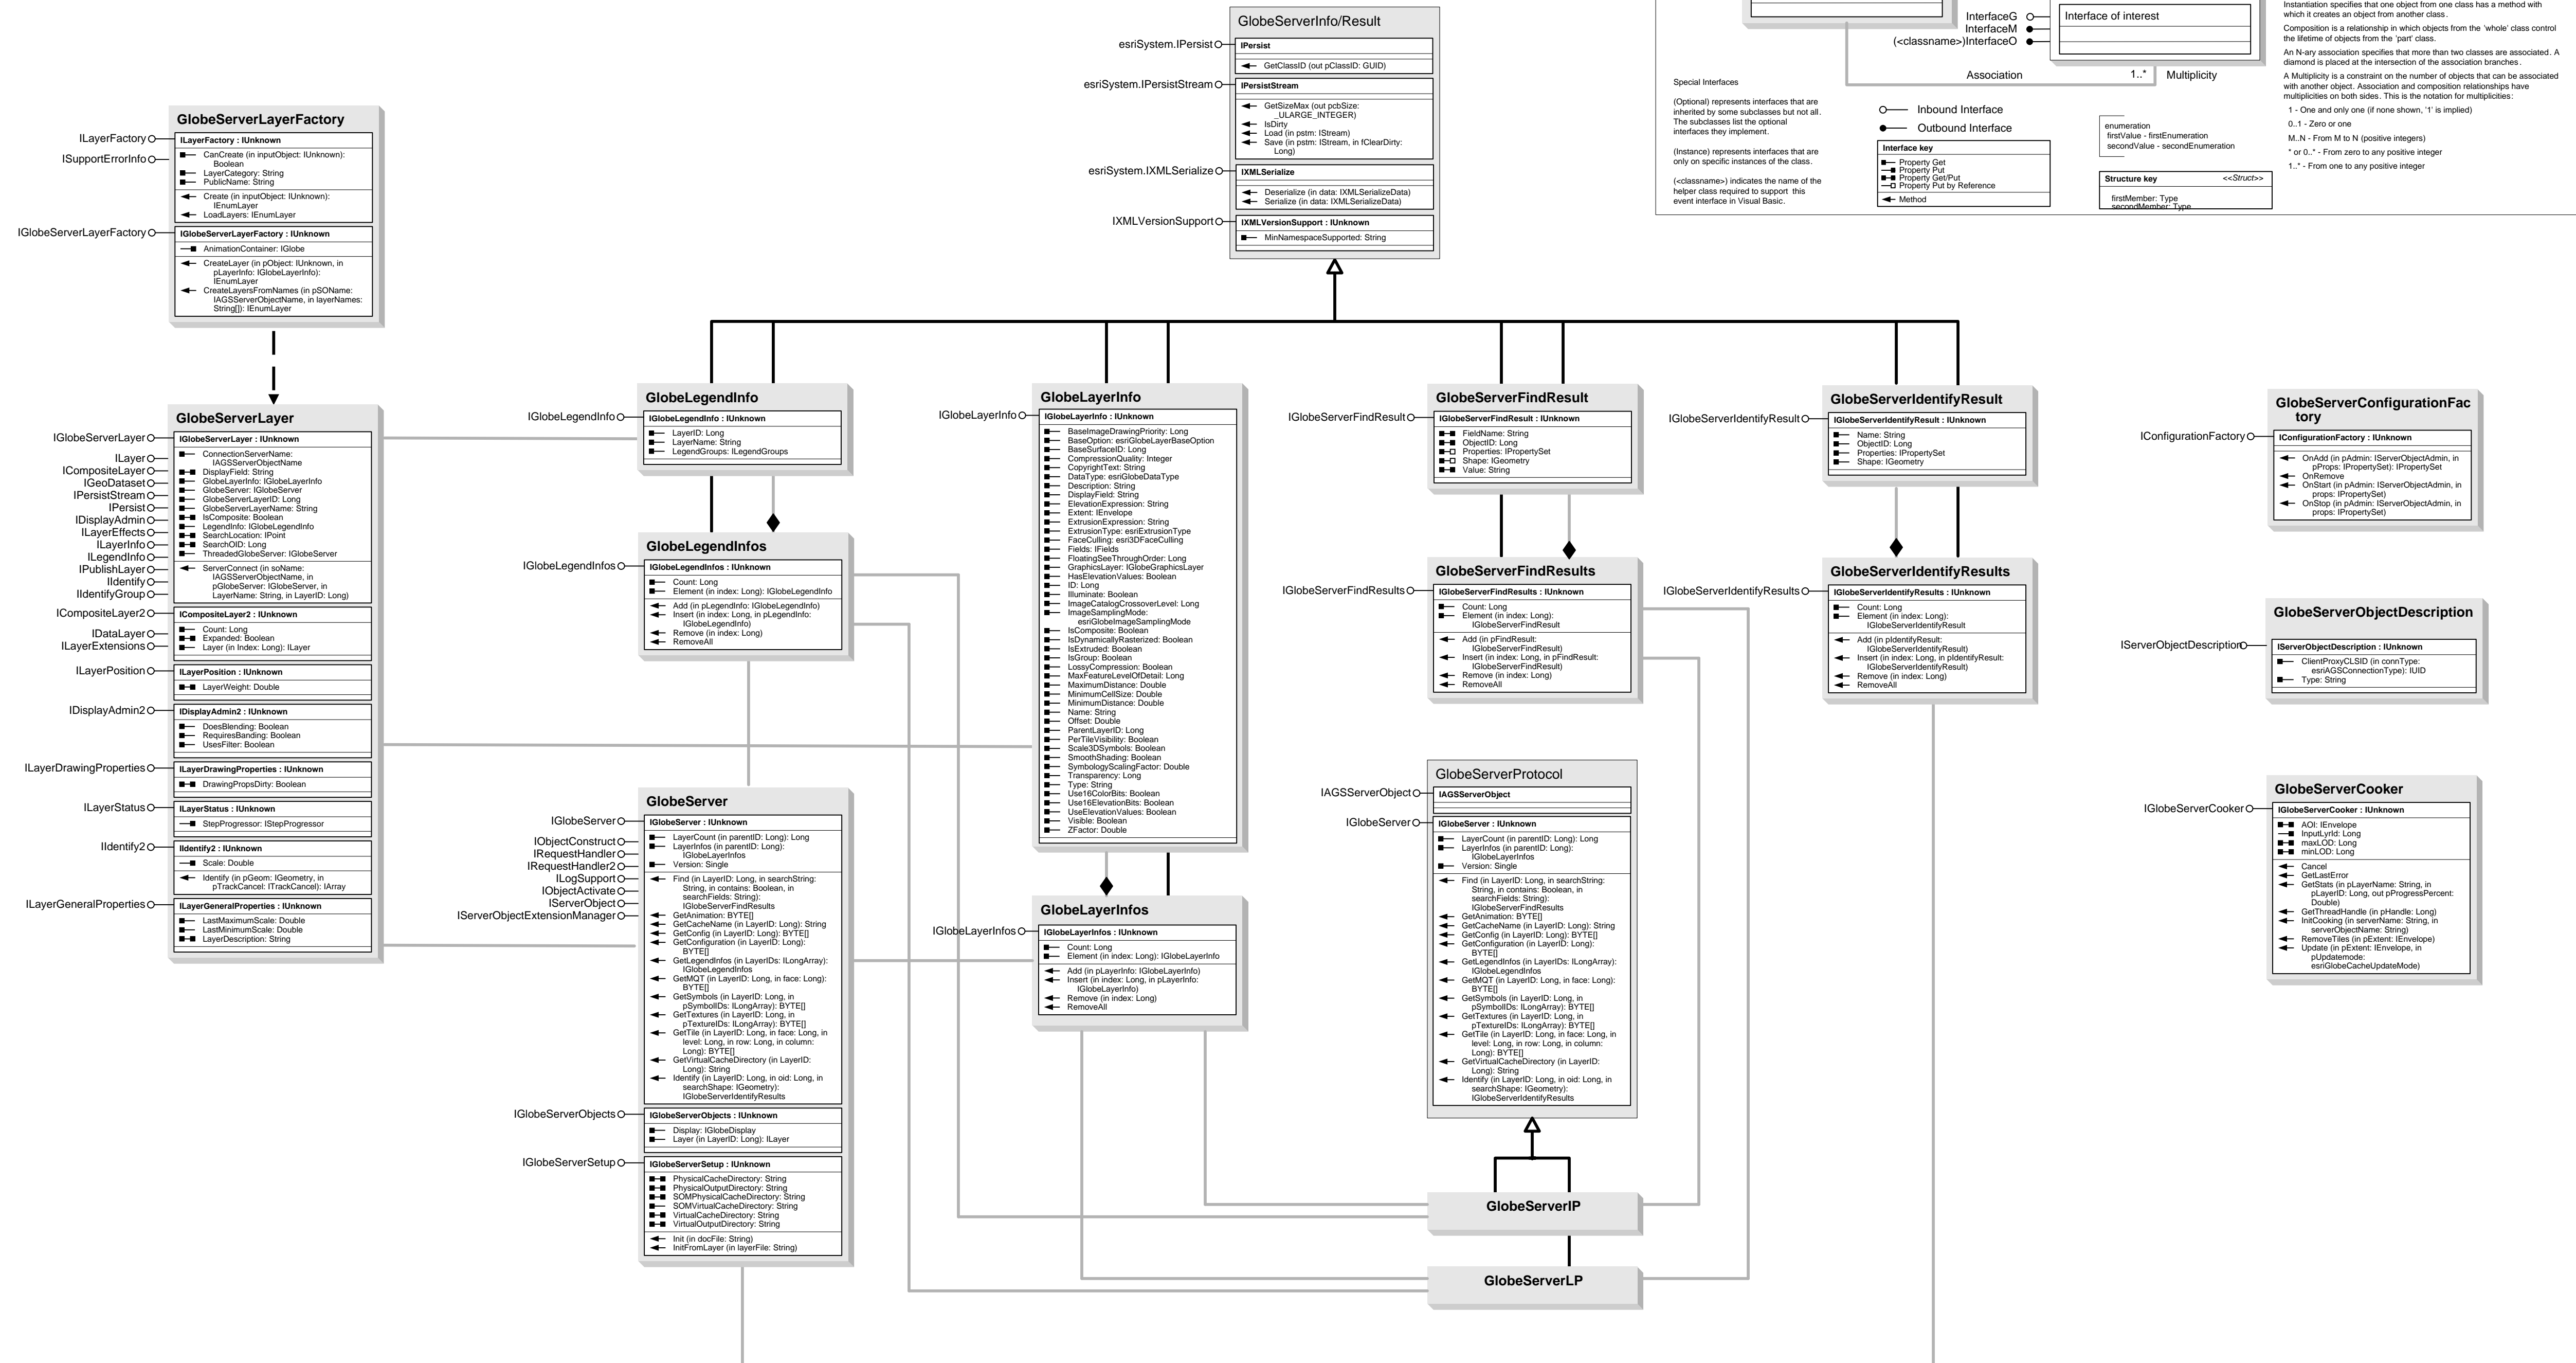 GlobeServerInfo/Result
esriSystem.IPersist
IPersist
GetClassID (out pClassID: GUID)
esriSystem.IPersistStream
IPersistStream
GetSizeMax (out pcbSize:
_ULARGE_INTEGER)
IsDirty
Load (in pstm: IStream)
Save (in pstm: IStream, in fClearDirty:
Long)
esriSystem.IXMLSerialize
IXMLSerialize
Deserialize (in data: IXMLSerializeData)
Serialize (in data: IXMLSerializeData)
IXMLVersionSupport
IXMLVersionSupport : IUnknown
MinNamespaceSupported: String
Special Interfaces
(Optional) represents interfaces that are
inherited by some subclasses but not all.
The subclasses list the optional
interfaces they implement.
(Instance) represents interfaces that are
only on specific instances of the class.
(<classname>) indicates the name of the
helper class required to support this
event interface in Visual Basic.
InterfaceG
InterfaceM
(<classname>)InterfaceO
Interface of interest
Association
1..*
Multiplicity
Inbound Interface
Outbound Interface
Interface key
Property Get
Property Put
Property Get/Put
Property Put by Reference
Method
enumeration
firstValue - firstEnumeration
secondValue - secondEnumeration
Structure key
<<Struct>>
firstMember: Type
secondMember: Type
Instantiation specifies that one object from one class has a method with
which it creates an object from another class.
Composition is a relationship in which objects from the 'whole' class control
the lifetime of objects from the 'part' class.
An N-ary association specifies that more than two classes are associated. A
diamond is placed at the intersection of the association branches.
A Multiplicity is a constraint on the number of objects that can be associated
with another object. Association and composition relationships have
multiplicities on both sides. This is the notation for multiplicities:
1 - One and only one (if none shown, '1' is implied)
0..1 - Zero or one
M..N - From M to N (positive integers)
* or 0..* - From zero to any positive integer
1..* - From one to any positive integer
GlobeServerLayerFactory
ILayerFactory
ISupportErrorInfo
ILayerFactory : IUnknown
CanCreate (in inputObject: IUnknown):
Boolean
LayerCategory: String
PublicName: String
Create (in inputObject: IUnknown):
IEnumLayer
LoadLayers: IEnumLayer
IGlobeServerLayerFactory
IGlobeServerLayerFactory : IUnknown
AnimationContainer: IGlobe
CreateLayer (in pObject: IUnknown, in
pLayerInfo: IGlobeLayerInfo):
IEnumLayer
CreateLayersFromNames (in pSOName:
IAGSServerObjectName, in layerNames:
String[]): IEnumLayer
GlobeServerLayer
IGlobeServerLayer
ILayer
ICompositeLayer
IGeoDataset
IPersistStream
IPersist
IDisplayAdmin
ILayerEffects
ILayerInfo
ILegendInfo
IPublishLayer
IIdentify
IIdentifyGroup
IGlobeServerLayer : IUnknown
ConnectionServerName:
IAGSServerObjectName
DisplayField: String
GlobeLayerInfo: IGlobeLayerInfo
GlobeServer: IGlobeServer
GlobeServerLayerID: Long
GlobeServerLayerName: String
IsComposite: Boolean
LegendInfo: IGlobeLegendInfo
SearchLocation: IPoint
SearchOID: Long
ThreadedGlobeServer: IGlobeServer
ServerConnect (in soName:
IAGSServerObjectName, in
pGlobeServer: IGlobeServer, in
LayerName: String, in LayerID: Long)
ICompositeLayer2
IDataLayer
ILayerExtensions
ICompositeLayer2 : IUnknown
Count: Long
Expanded: Boolean
Layer (in Index: Long): ILayer
ILayerPosition
ILayerPosition : IUnknown
LayerWeight: Double
IDisplayAdmin2
IDisplayAdmin2 : IUnknown
DoesBlending: Boolean
RequiresBanding: Boolean
UsesFilter: Boolean
ILayerDrawingProperties
ILayerDrawingProperties : IUnknown
DrawingPropsDirty: Boolean
ILayerStatus
ILayerStatus : IUnknown
StepProgressor: IStepProgressor
IIdentify2
IIdentify2 : IUnknown
Scale: Double
Identify (in pGeom: IGeometry, in
pTrackCancel: ITrackCancel): IArray
ILayerGeneralProperties
ILayerGeneralProperties : IUnknown
LastMaximumScale: Double
LastMinimumScale: Double
LayerDescription: String
GlobeLegendInfo
IGlobeLegendInfo
IGlobeLegendInfo : IUnknown
LayerID: Long
LayerName: String
LegendGroups: ILegendGroups
GlobeLegendInfos
IGlobeLegendInfos
IGlobeLegendInfos : IUnknown
Count: Long
Element (in index: Long): IGlobeLegendInfo
Add (in pLegendInfo: IGlobeLegendInfo)
Insert (in index: Long, in pLegendInfo:
IGlobeLegendInfo)
Remove (in index: Long)
RemoveAll
GlobeServer
IGlobeServer
IObjectConstruct
IRequestHandler
IRequestHandler2
ILogSupport
IObjectActivate
IServerObject
IServerObjectExtensionManager
IGlobeServer : IUnknown
LayerCount (in parentID: Long): Long
LayerInfos (in parentID: Long):
IGlobeLayerInfos
Version: Single
Find (in LayerID: Long, in searchString:
String, in contains: Boolean, in
searchFields: String):
IGlobeServerFindResults
GetAnimation: BYTE[]
GetCacheName (in LayerID: Long): String
GetConfig (in LayerID: Long): BYTE[]
GetConfiguration (in LayerID: Long):
BYTE[]
GetLegendInfos (in LayerIDs: ILongArray):
IGlobeLegendInfos
GetMQT (in LayerID: Long, in face: Long):
BYTE[]
GetSymbols (in LayerID: Long, in
pSymbolIDs: ILongArray): BYTE[]
GetTextures (in LayerID: Long, in
pTextureIDs: ILongArray): BYTE[]
GetTile (in LayerID: Long, in face: Long, in
level: Long, in row: Long, in column:
Long): BYTE[]
GetVirtualCacheDirectory (in LayerID:
Long): String
Identify (in LayerID: Long, in oid: Long, in
searchShape: IGeometry):
IGlobeServerIdentifyResults
IGlobeServerObjects
IGlobeServerObjects : IUnknown
Display: IGlobeDisplay
Layer (in LayerID: Long): ILayer
IGlobeServerSetup
IGlobeServerSetup : IUnknown
PhysicalCacheDirectory: String
PhysicalOutputDirectory: String
SOMPhysicalCacheDirectory: String
SOMVirtualCacheDirectory: String
VirtualCacheDirectory: String
VirtualOutputDirectory: String
Init (in docFile: String)
InitFromLayer (in layerFile: String)
GlobeLayerInfo
IGlobeLayerInfo
IGlobeLayerInfo : IUnknown
BaseImageDrawingPriority: Long
BaseOption: esriGlobeLayerBaseOption
BaseSurfaceID: Long
CompressionQuality: Integer
CopyrightText: String
DataType: esriGlobeDataType
Description: String
DisplayField: String
ElevationExpression: String
Extent: IEnvelope
ExtrusionExpression: String
ExtrusionType: esriExtrusionType
FaceCulling: esri3DFaceCulling
Fields: IFields
FloatingSeeThroughOrder: Long
GraphicsLayer: IGlobeGraphicsLayer
HasElevationValues: Boolean
ID: Long
Illuminate: Boolean
ImageCatalogCrossoverLevel: Long
ImageSamplingMode:
esriGlobeImageSamplingMode
IsComposite: Boolean
IsDynamicallyRasterized: Boolean
IsExtruded: Boolean
IsGroup: Boolean
LossyCompression: Boolean
MaxFeatureLevelOfDetail: Long
MaximumDistance: Double
MinimumCellSize: Double
MinimumDistance: Double
Name: String
Offset: Double
ParentLayerID: Long
PerTileVisibility: Boolean
Scale3DSymbols: Boolean
SmoothShading: Boolean
SymbologyScalingFactor: Double
Transparency: Long
Type: String
Use16ColorBits: Boolean
Use16ElevationBits: Boolean
UseElevationValues: Boolean
Visible: Boolean
ZFactor: Double
GlobeLayerInfos
IGlobeLayerInfos
IGlobeLayerInfos : IUnknown
Count: Long
Element (in index: Long): IGlobeLayerInfo
Add (in pLayerInfo: IGlobeLayerInfo)
Insert (in index: Long, in pLayerInfo:
IGlobeLayerInfo)
Remove (in index: Long)
RemoveAll
GlobeServerFindResult
IGlobeServerFindResult
IGlobeServerFindResult : IUnknown
FieldName: String
ObjectID: Long
Properties: IPropertySet
Shape: IGeometry
Value: String
GlobeServerFindResults
IGlobeServerFindResults
IGlobeServerFindResults : IUnknown
Count: Long
Element (in index: Long):
IGlobeServerFindResult
Add (in pFindResult:
IGlobeServerFindResult)
Insert (in index: Long, in pFindResult:
IGlobeServerFindResult)
Remove (in index: Long)
RemoveAll
GlobeServerProtocol
IAGSServerObject
IAGSServerObject
IGlobeServer
IGlobeServer : IUnknown
LayerCount (in parentID: Long): Long
LayerInfos (in parentID: Long):
IGlobeLayerInfos
Version: Single
Find (in LayerID: Long, in searchString:
String, in contains: Boolean, in
searchFields: String):
IGlobeServerFindResults
GetAnimation: BYTE[]
GetCacheName (in LayerID: Long): String
GetConfig (in LayerID: Long): BYTE[]
GetConfiguration (in LayerID: Long):
BYTE[]
GetLegendInfos (in LayerIDs: ILongArray):
IGlobeLegendInfos
GetMQT (in LayerID: Long, in face: Long):
BYTE[]
GetSymbols (in LayerID: Long, in
pSymbolIDs: ILongArray): BYTE[]
GetTextures (in LayerID: Long, in
pTextureIDs: ILongArray): BYTE[]
GetTile (in LayerID: Long, in face: Long, in
level: Long, in row: Long, in column:
Long): BYTE[]
GetVirtualCacheDirectory (in LayerID:
Long): String
Identify (in LayerID: Long, in oid: Long, in
searchShape: IGeometry):
IGlobeServerIdentifyResults
GlobeServerIP
GlobeServerLP
GlobeServerIdentifyResult
IGlobeServerIdentifyResult
IGlobeServerIdentifyResult : IUnknown
Name: String
ObjectID: Long
Properties: IPropertySet
Shape: IGeometry
GlobeServerIdentifyResults
IGlobeServerIdentifyResults
IGlobeServerIdentifyResults : IUnknown
Count: Long
Element (in index: Long):
IGlobeServerIdentifyResult
Add (in pIdentifyResult:
IGlobeServerIdentifyResult)
Insert (in index: Long, in pIdentifyResult:
IGlobeServerIdentifyResult)
Remove (in index: Long)
RemoveAll
GlobeServerConfigurationFac
tory
IConfigurationFactory
IConfigurationFactory : IUnknown
OnAdd (in pAdmin: IServerObjectAdmin, in
pProps: IPropertySet): IPropertySet
OnRemove
OnStart (in pAdmin: IServerObjectAdmin, in
props: IPropertySet)
OnStop (in pAdmin: IServerObjectAdmin, in
props: IPropertySet)
GlobeServerObjectDescription
IServerObjectDescription
IServerObjectDescription : IUnknown
ClientProxyCLSID (in connType:
esriAGSConnectionType): IUID
Type: String
GlobeServerCooker
IGlobeServerCooker
IGlobeServerCooker : IUnknown
AOI: IEnvelope
InputLyrId: Long
maxLOD: Long
minLOD: Long
Cancel
GetLastError
GetStats (in pLayerName: String, in
pLayerID: Long, out pProgressPercent:
Double)
GetThreadHandle (in pHandle: Long)
InitCooking (in serverName: String, in
serverObjectName: String)
RemoveTiles (in pExtent: IEnvelope)
Update (in pExtent: IEnvelope, in
pUpdatemode:
esriGlobeCacheUpdateMode)